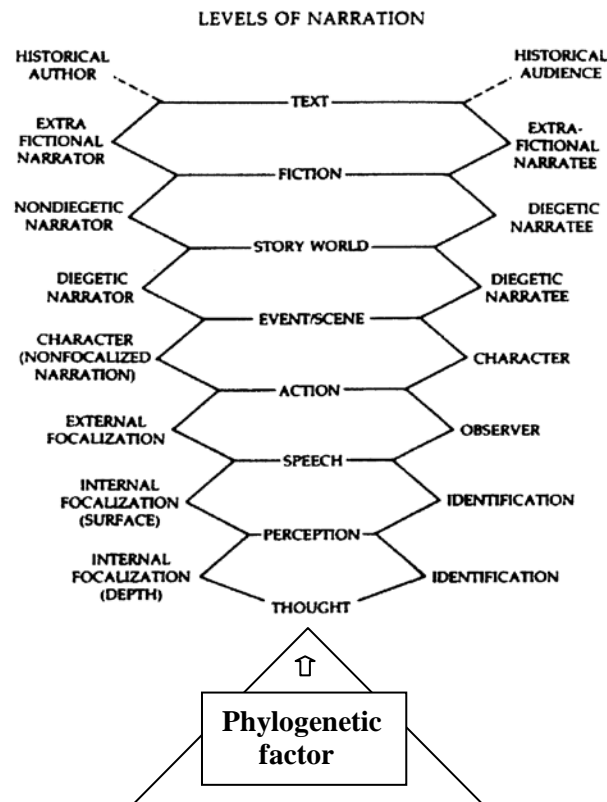 LEVELS OF NARRATION
HISTORICAL
AUTHOR
HISTORICAL
AUDIENCE
TEXT
EXTRA
FICTIONAL
NARRATOR
EXTRA-
FICTIONAL
NARRATEE
FICTION
NONDIEGETIC
NARRATOR
DIEGETIC
NARRATEE
STORY WORLD
DIEGETIC
NARRATOR
DIEGETIC
NARRATEE
EVENT/SCENE
CHARACTER
(NONFOCALIZED
NARRATION)
CHARACTER
ACTION
EXTERNAL
FOCALIZATION
OBSERVER
SPEECH
INTERNAL
FOCALIZATION
(SURFACE)
IDENTIFICATION
PERCEPTION
INTERNAL
FOCALIZATION
(DEPTH)
IDENTIFICATION
THOUGHT
Phylogenetic
factor